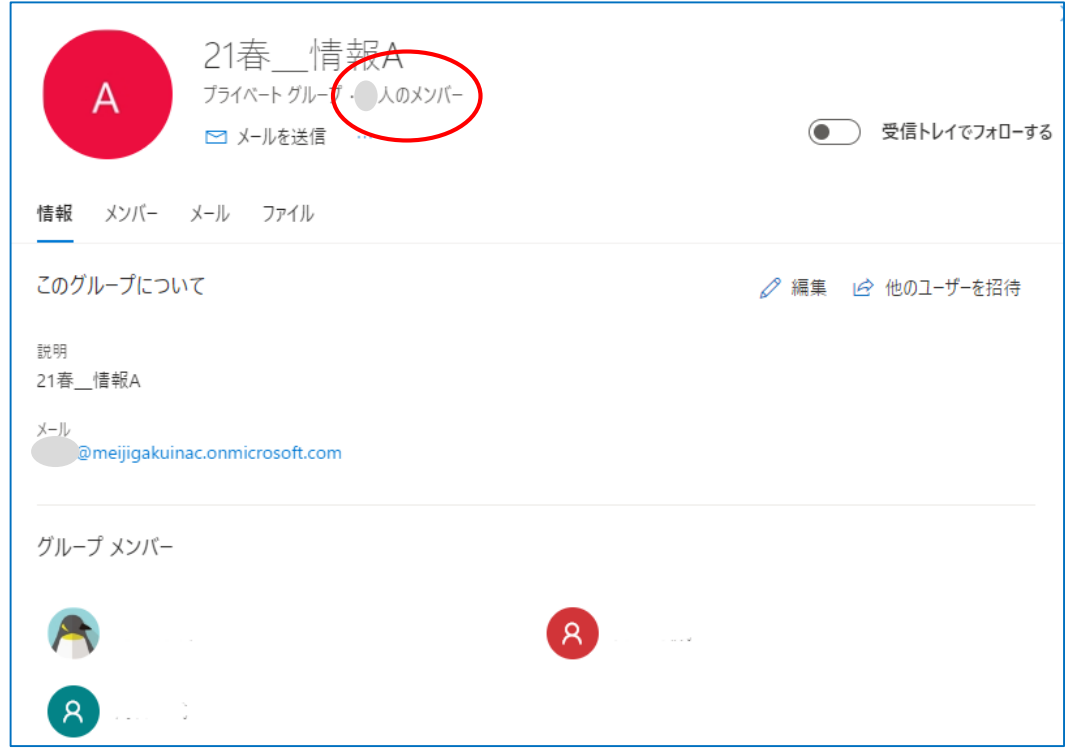 A
21春__情報A
プライベート グループ · 人のメンバー
メールを送信 ...
受信トレイでフォローする
情報 メンバー メール ファイル
このグループについて
編集 他のユーザーを招待
説明
21春__情報A
メール
@meijigakuinac.onmicrosoft.com
グループ メンバー